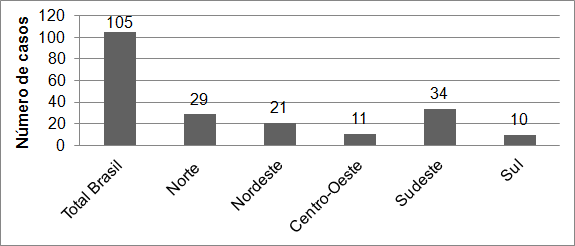 Número de casos
120
100
80
60
40
20
0
105
29
21
11
34
10
Total Brasil
Norte
Nordeste
Centro-Oeste
Sudeste
Sul